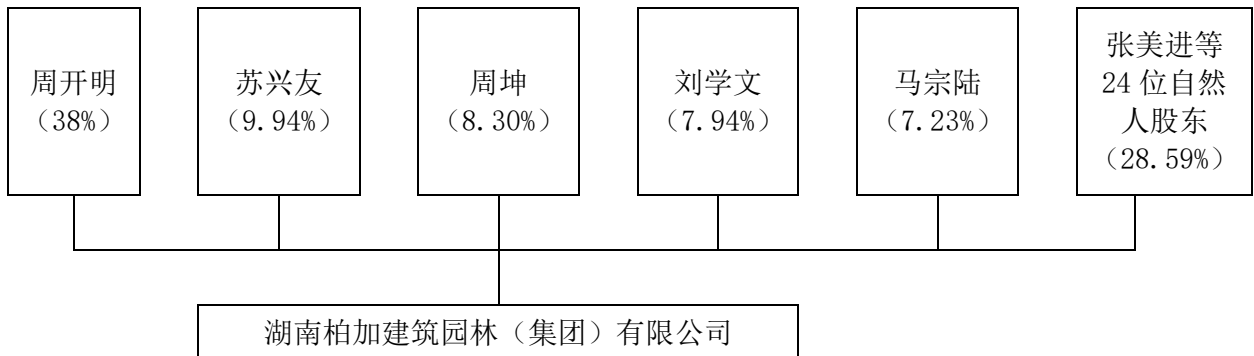 周开明
（38%）
苏兴友
（9.94%）
周坤
（8.30%）
刘学文
（7.94%）
马宗陆
（7.23%）
张美进等
24 位自然
人股东
（28.59%）
湖南柏加建筑园林（集团）有限公司